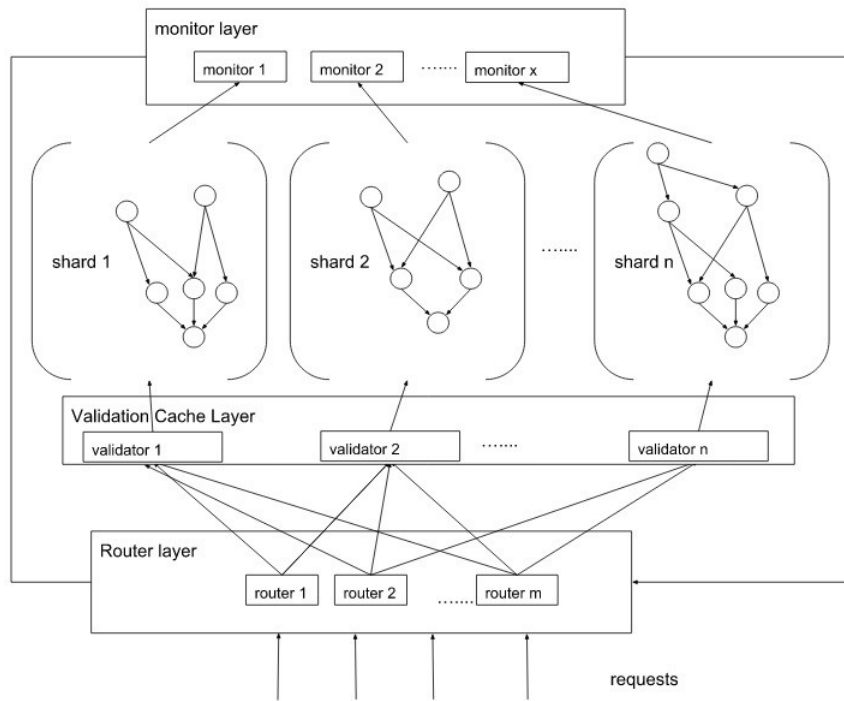 monitor layer
monitor 1
monitor 2
.......
monitor x
shard 1
shard 2
.......
shard n
Validation Cache Layer
validator 1
validator 2
.......
validator n
Router layer
router 1
router 2
.......
router m
requests